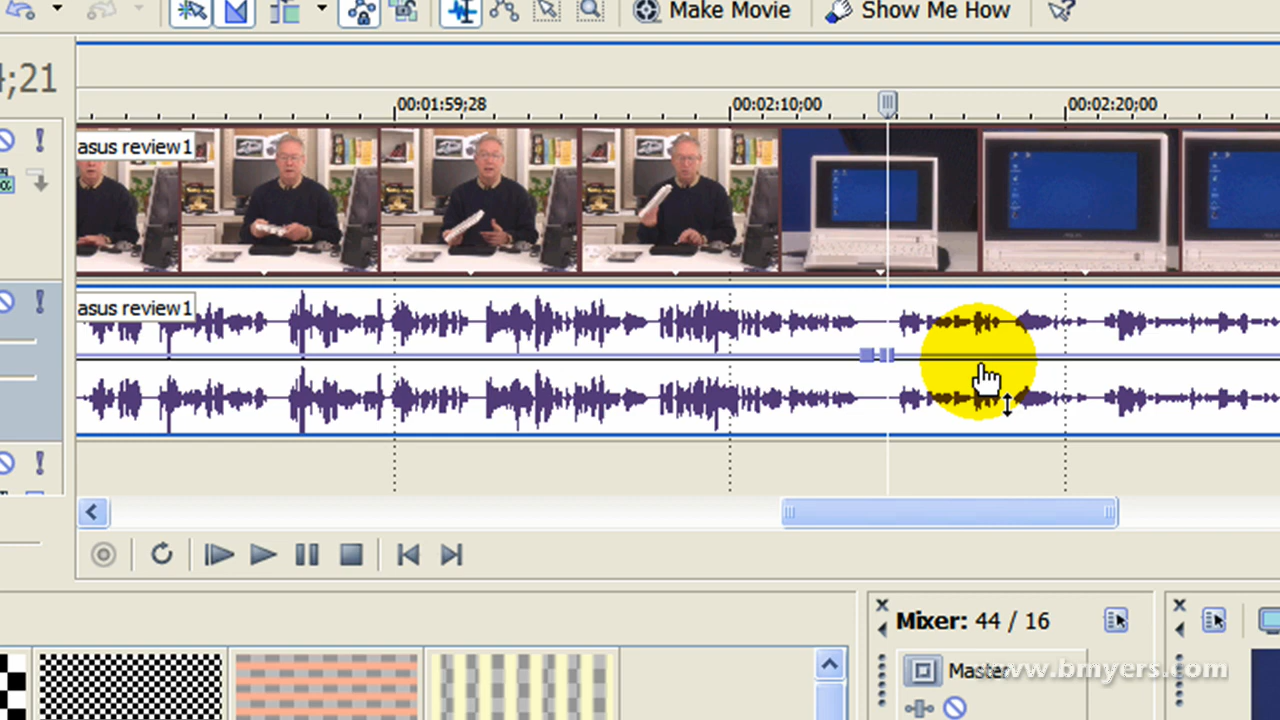 Make Movie
Show Me How
4;21
00:01:59;28
00:02:10;00
00:02:20;00
asus review1
asus review1
Mixer: 44 / 16
Master
www.bmyers.com